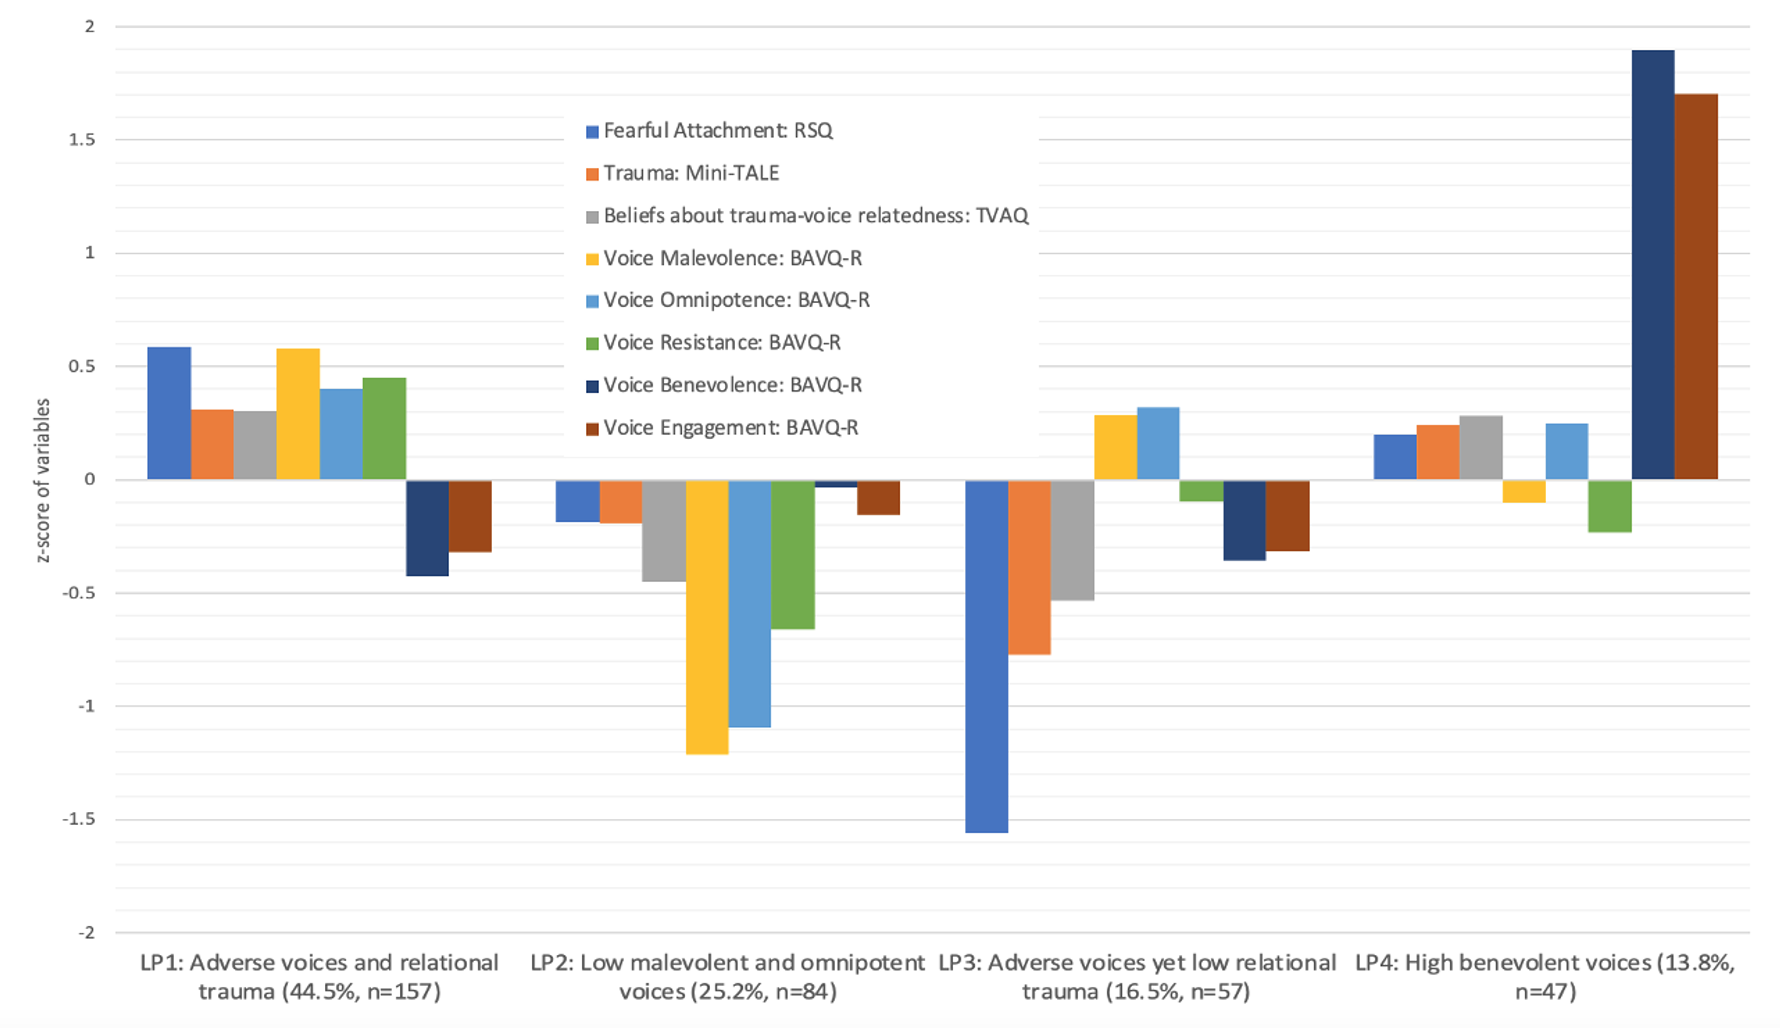 2
1.5
1
0.5
0
-0.5
-1
-1.5
-2
z-score of variables
Fearful Attachment: RSQ
Trauma: Mini-TALE
Beliefs about trauma-voice relatedness: TVAQ
Voice Malevolence: BAVQ-R
Voice Omnipotence: BAVQ-R
Voice Resistance: BAVQ-R
Voice Benevolence: BAVQ-R
Voice Engagement: BAVQ-R
LP1: Adverse voices and relational
trauma (44.5%, n=157)
LP2: Low malevolent and omnipotent
voices (25.2%, n=84)
LP3: Adverse voices yet low relational
trauma (16.5%, n=57)
LP4: High benevolent voices (13.8%,
n=47)